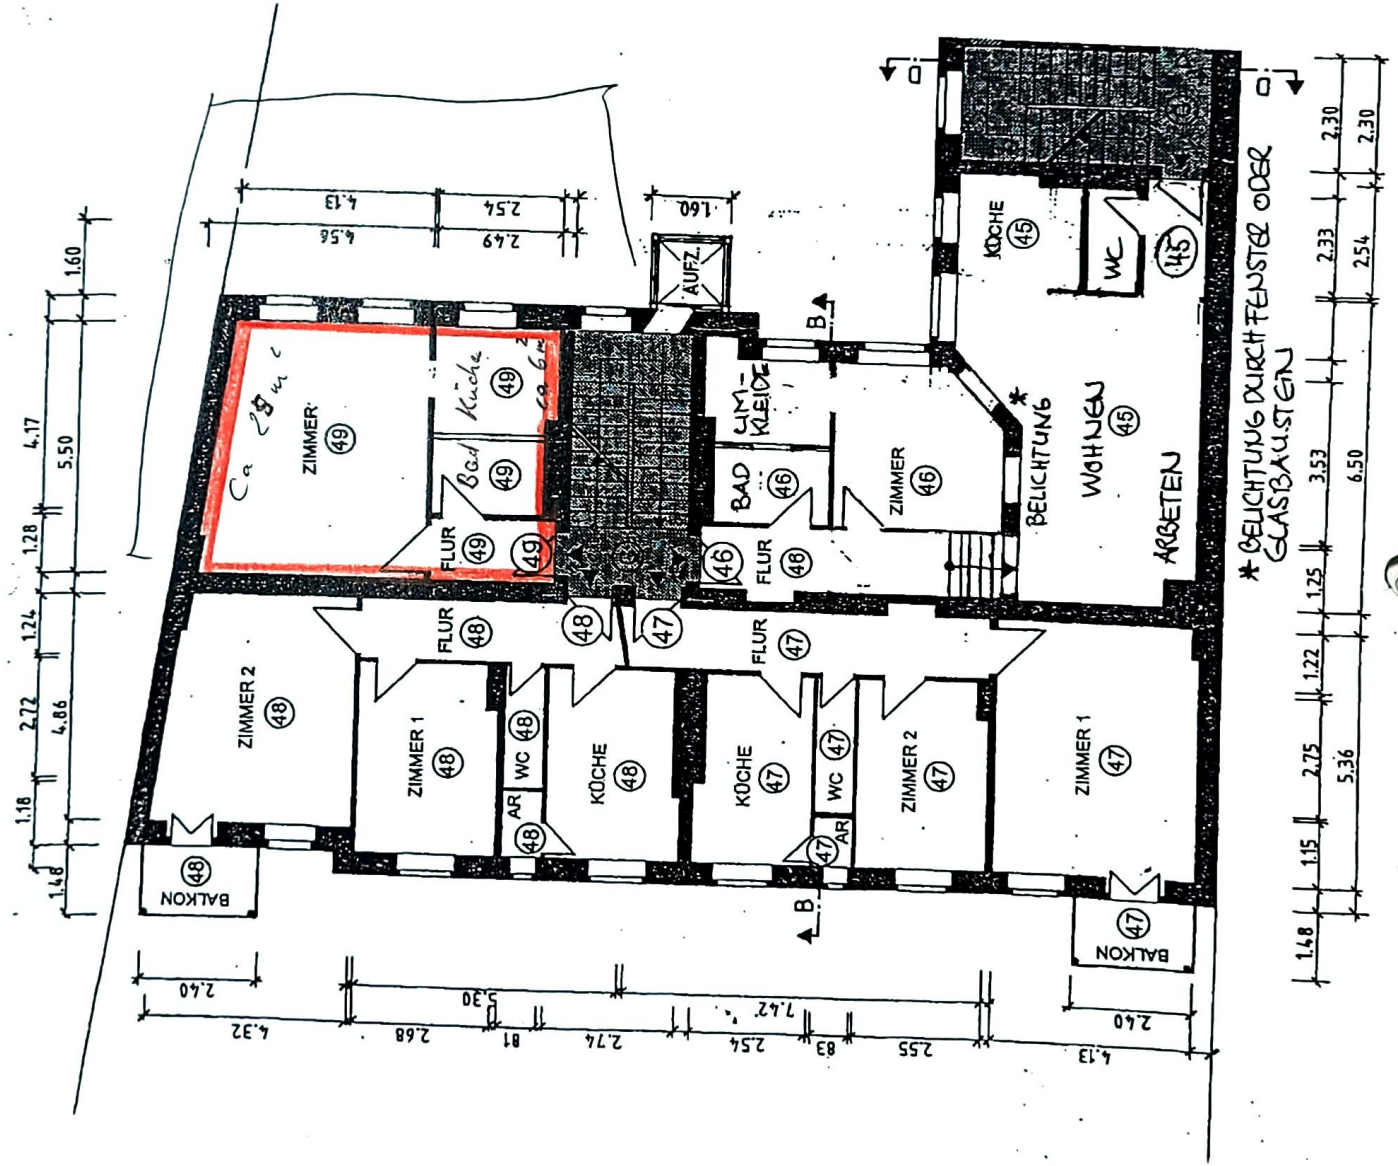 1.60
4.17
5.50
1.28
1.24
2.72
4.86
1.18
1.48
4.13
4.56
2.54
2.49
1.60
AUFZ.
Ca
ZIMMER
49
Küche
49
ca 6 m²
Bad
49
FLUR
49
49
UM-
KLEIDE
BAD
46
ZIMMER
46
46
FLUR
48
B
D
D
KÜCHE
45
WC
45
BELICHTUNG *
WOHNEN
45
ARBETEN
* BELICHTUNG DURCH FENSTER ODER
GLASBAUSTEIN
2.30
2.30
2.33
2.54
3.53
6.50
1.25
1.22
2.75
5.36
1.15
1.48
FLUR
48
48
47
FLUR
47
ZIMMER 2
48
ZIMMER 1
48
WC
48
AR
48
KÜCHE
48
KÜCHE
47
WC
47
AR
47
ZIMMER 2
47
ZIMMER 1
47
BALKON
48
BALKON
47
B
2.40
4.32
5.30
2.68
81
2.74
7.42
2.54
83
2.55
2.40
4.13